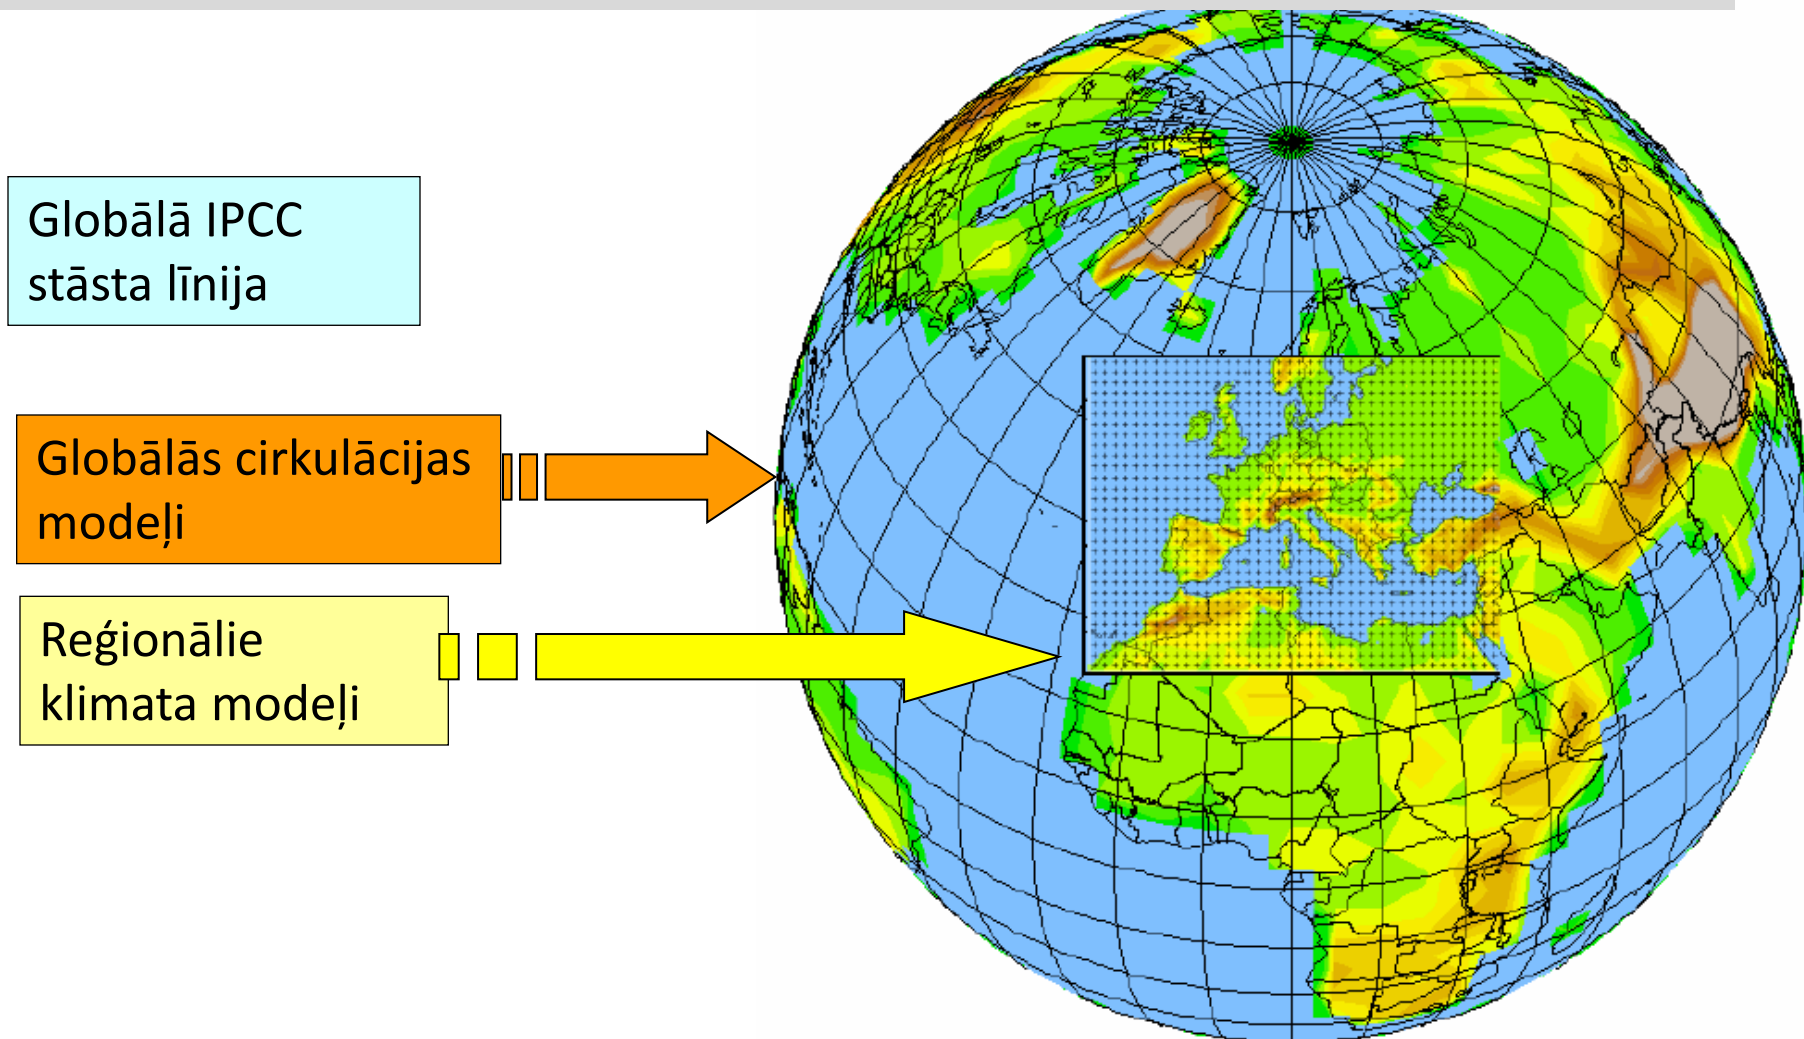 Globālā IPCC
stāsta līnija
Globālās cirkulācijas
modeļi
Reģionālie
klimata modeļi